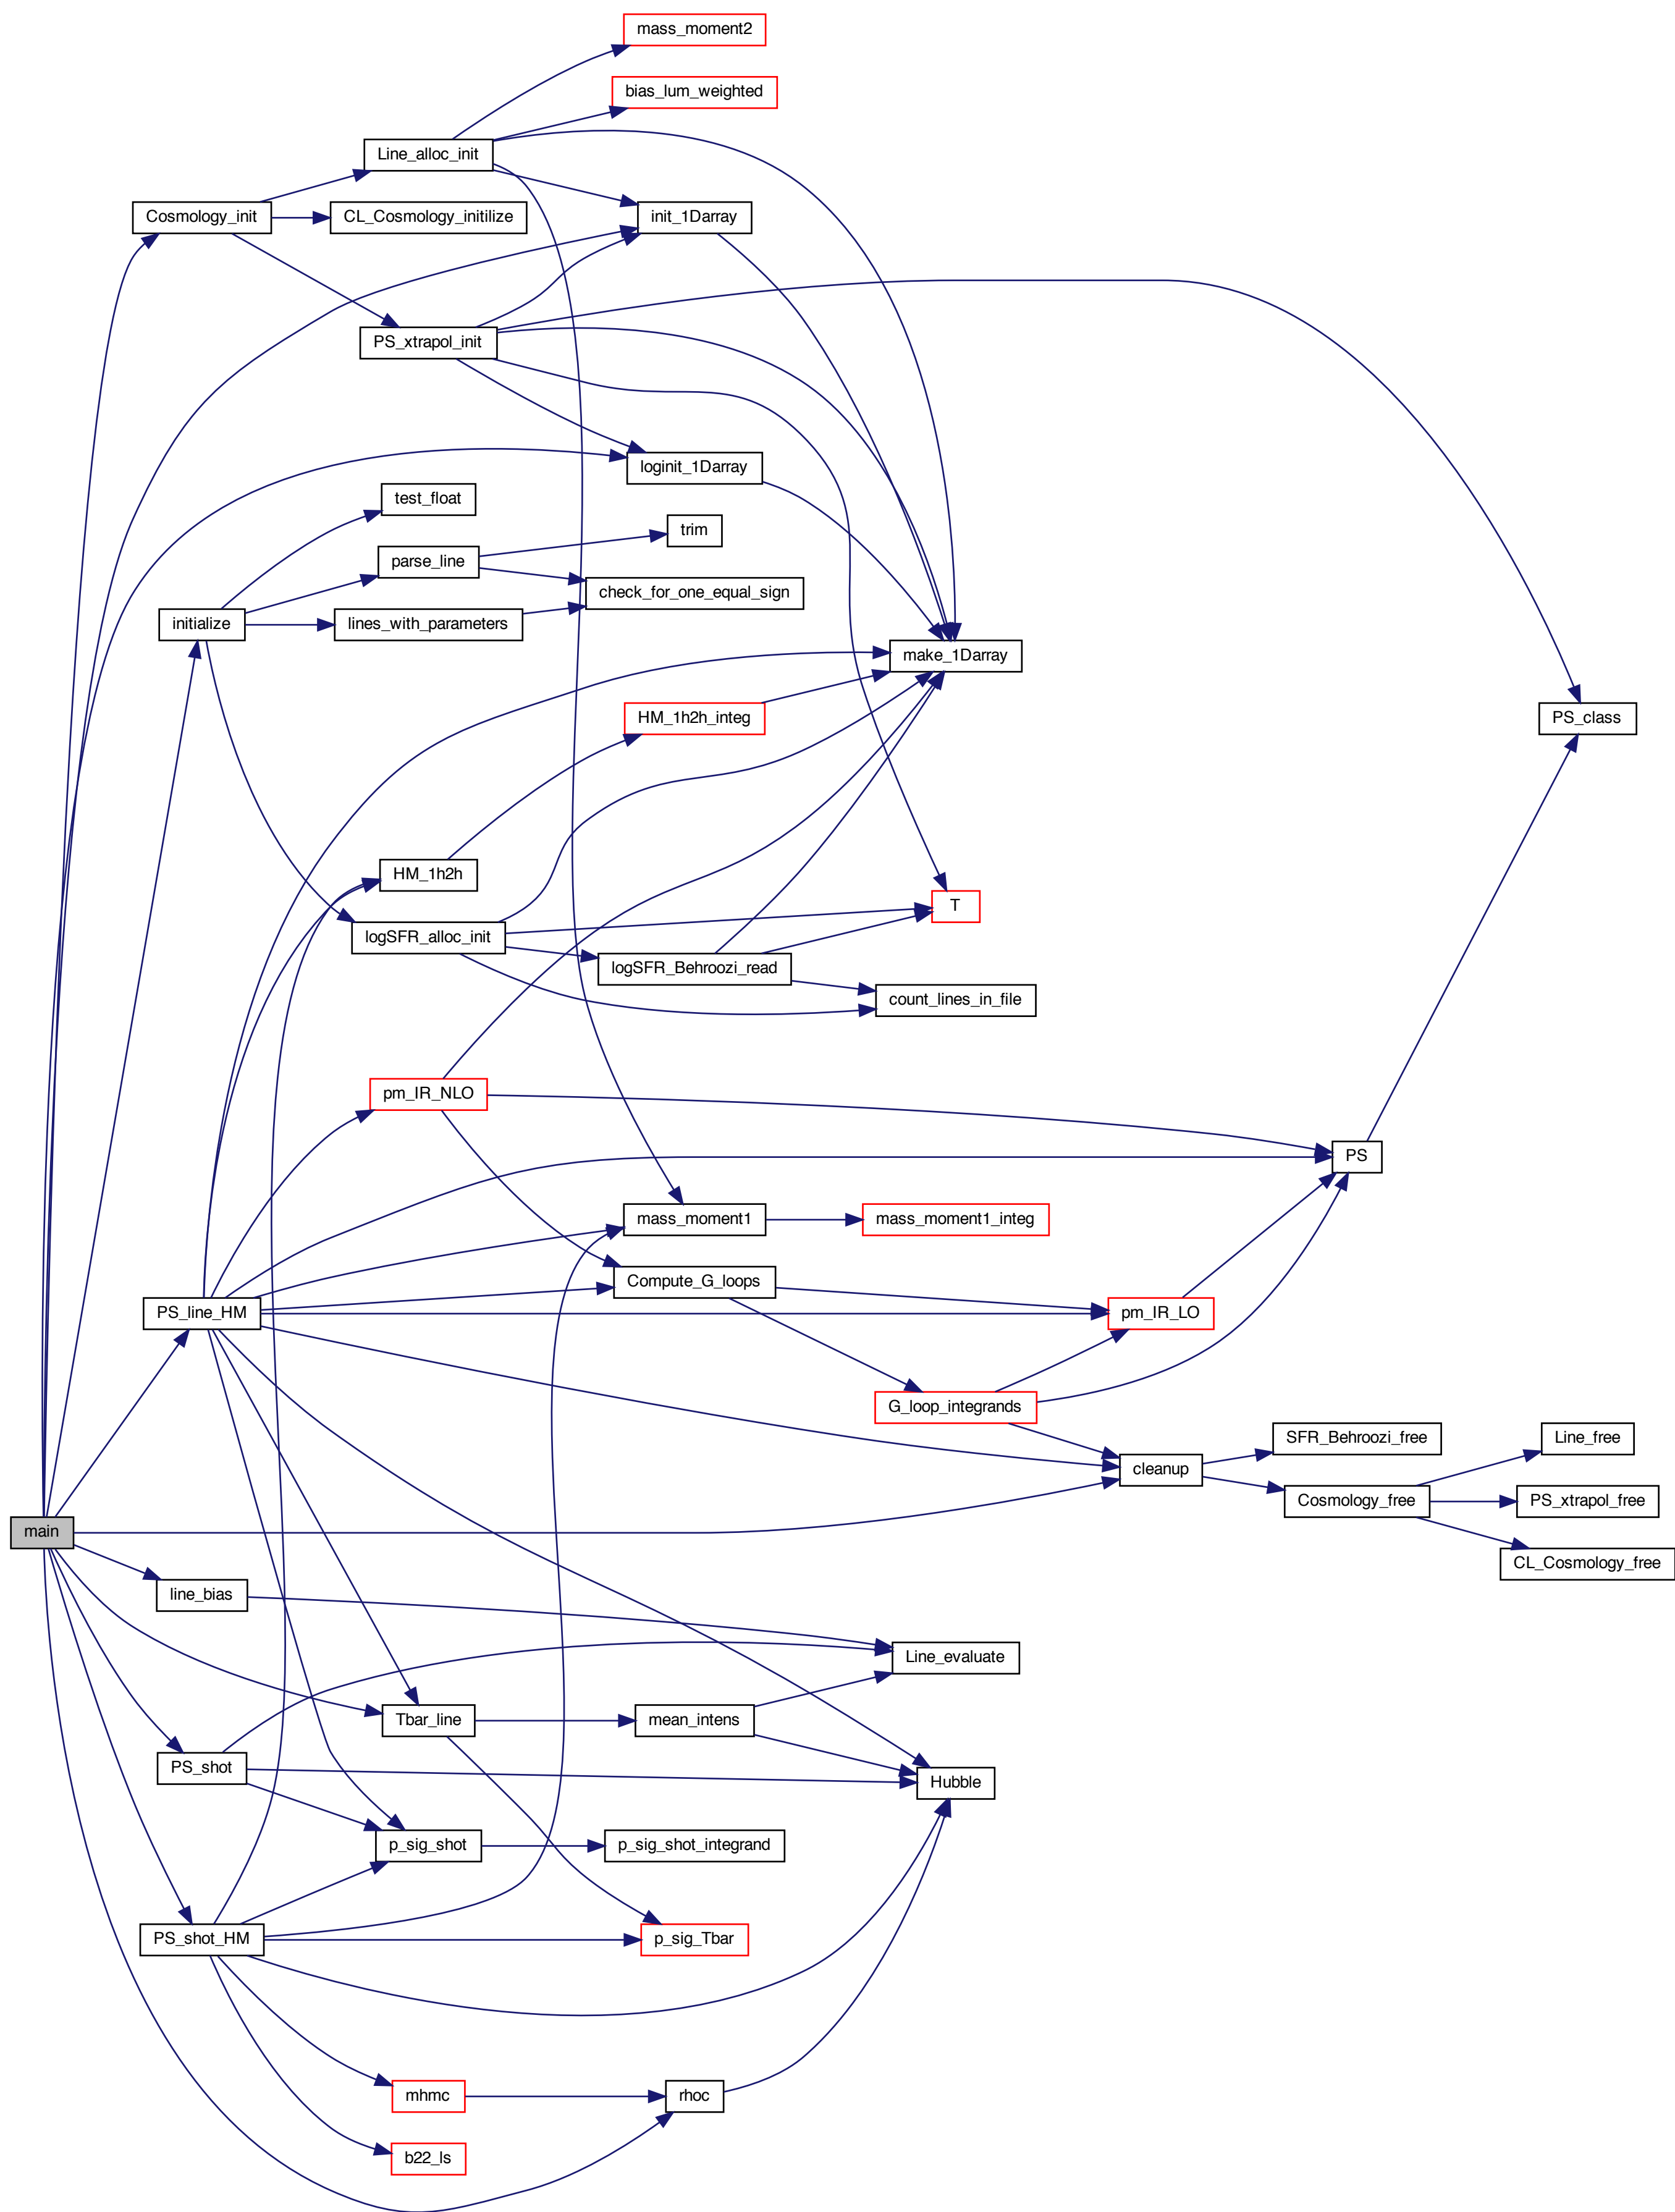 mass_moment2
bias_lum_weighted
Line_alloc_init
Cosmology_init
CL_Cosmology_initilize
init_1Darray
PS_xtrapol_init
loginit_1Darray
test_float
trim
parse_line
check_for_one_equal_sign
initialize
lines_with_parameters
make_1Darray
HM_1h2h_integ
PS_class
HM_1h2h
T
logSFR_alloc_init
logSFR_Behroozi_read
count_lines_in_file
pm_IR_NLO
PS
mass_moment1
mass_moment1_integ
Compute_G_loops
PS_line_HM
pm_IR_LO
G_loop_integrands
SFR_Behroozi_free
Line_free
cleanup
Cosmology_free
PS_xtrapol_free
main
CL_Cosmology_free
line_bias
Line_evaluate
Tbar_line
mean_intens
PS_shot
Hubble
p_sig_shot
p_sig_shot_integrand
PS_shot_HM
p_sig_Tbar
mhmc
rhoc
b22_ls